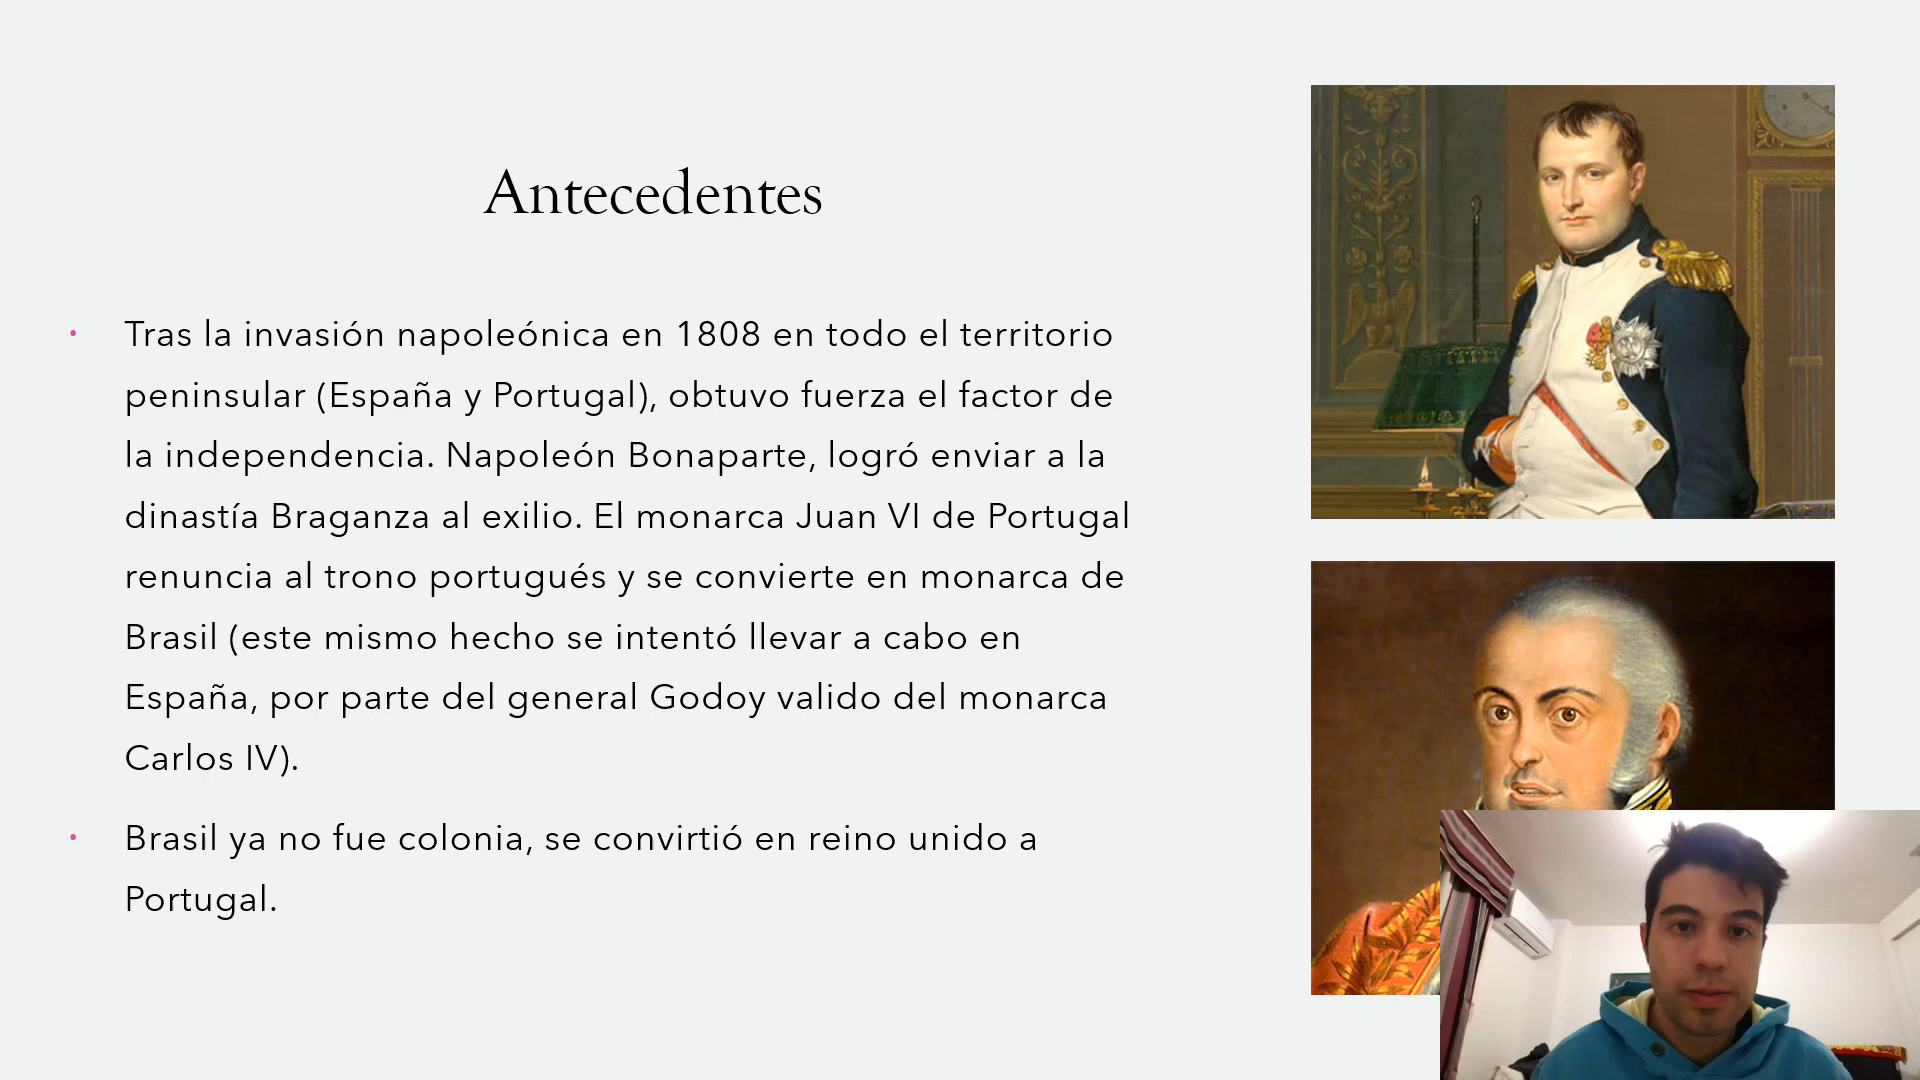 Antecedentes
Tras la invasión napoleónica en 1808 en todo el territorio
peninsular (España y Portugal), obtuvo fuerza el factor de
la independencia. Napoleón Bonaparte, logró enviar a la
dinastía Braganza al exilio. El monarca Juan VI de Portugal
renuncia al trono portugués y se convierte en monarca de
Brasil (este mismo hecho se intentó llevar a cabo en
España, por parte del general Godoy valido del monarca
Carlos IV).
Brasil ya no fue colonia, se convirtió en reino unido a
Portugal.